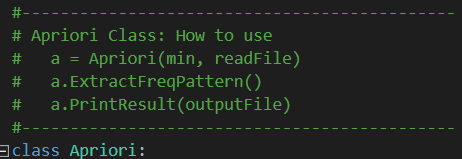 #-------------------------------------------
# Apriori Class: How to use
#   a = Apriori(min, readFile)
#   a.ExtractFreqPattern()
#   a.PrintResult(outputFile)
#-------------------------------------------
class Apriori: